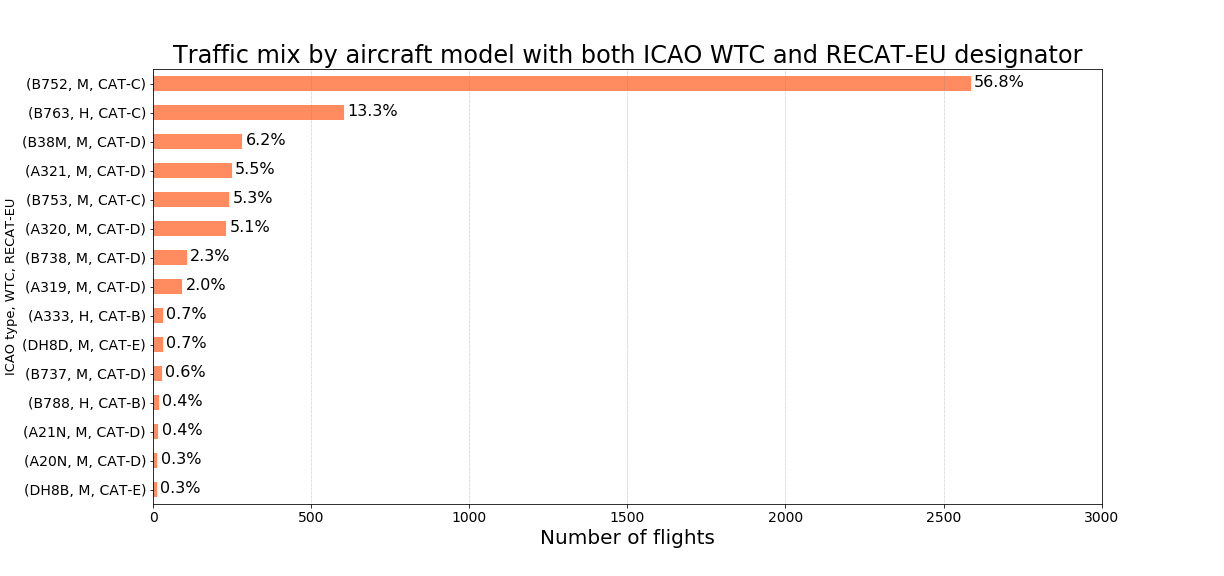 Traffic mix by aircraft model with both ICAO WTC and RECAT-EU designator
ICAO type, WTC, RECAT-EU
(B752, M, CAT-C) 56.8%
(B763, H, CAT-C) 13.3%
(B38M, M, CAT-D) 6.2%
(A321, M, CAT-D) 5.5%
(B753, M, CAT-C) 5.3%
(A320, M, CAT-D) 5.1%
(B738, M, CAT-D) 2.3%
(A319, M, CAT-D) 2.0%
(A333, H, CAT-B) 0.7%
(DH8D, M, CAT-E) 0.7%
(B737, M, CAT-D) 0.6%
(B788, H, CAT-B) 0.4%
(A21N, M, CAT-D) 0.4%
(A20N, M, CAT-D) 0.3%
(DH8B, M, CAT-E) 0.3%
0 500 1000 1500 2000 2500 3000
Number of flights